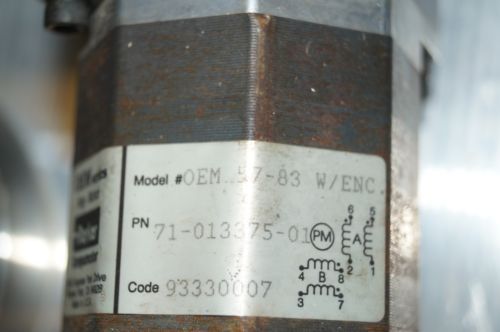 Model #OEM 57-83 W/ENC.
PN 71-013375-01 PM
Code 93330007
6 5
A
2 1
4 B 8
3 7
Drive